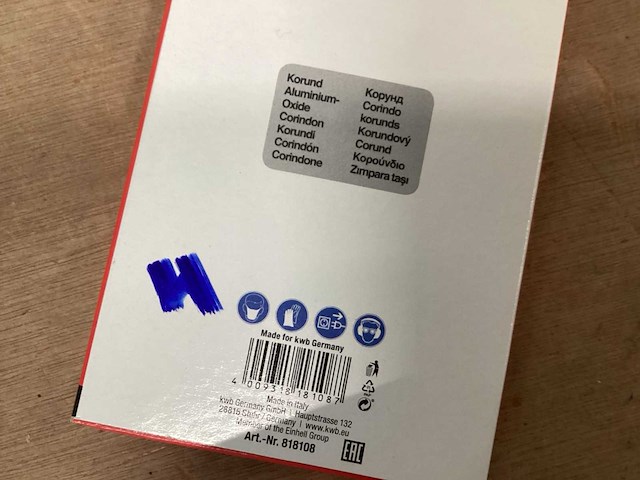 Korund
Aluminium-
Oxide
Corindon
Korundi
Corindón
Corindone
Корунд
Corindo
korunds
Korundový
Corund
Κορούνδιο
Zımpara taşı
Made for kwb Germany
4 009318 181087
Made in Italy
kwb Germany GmbH | Hauptstrasse 132
28816 Stuhr / Germany | www.kwb.eu
Member of the Einhell Group
Art.-Nr. 818108
EAC